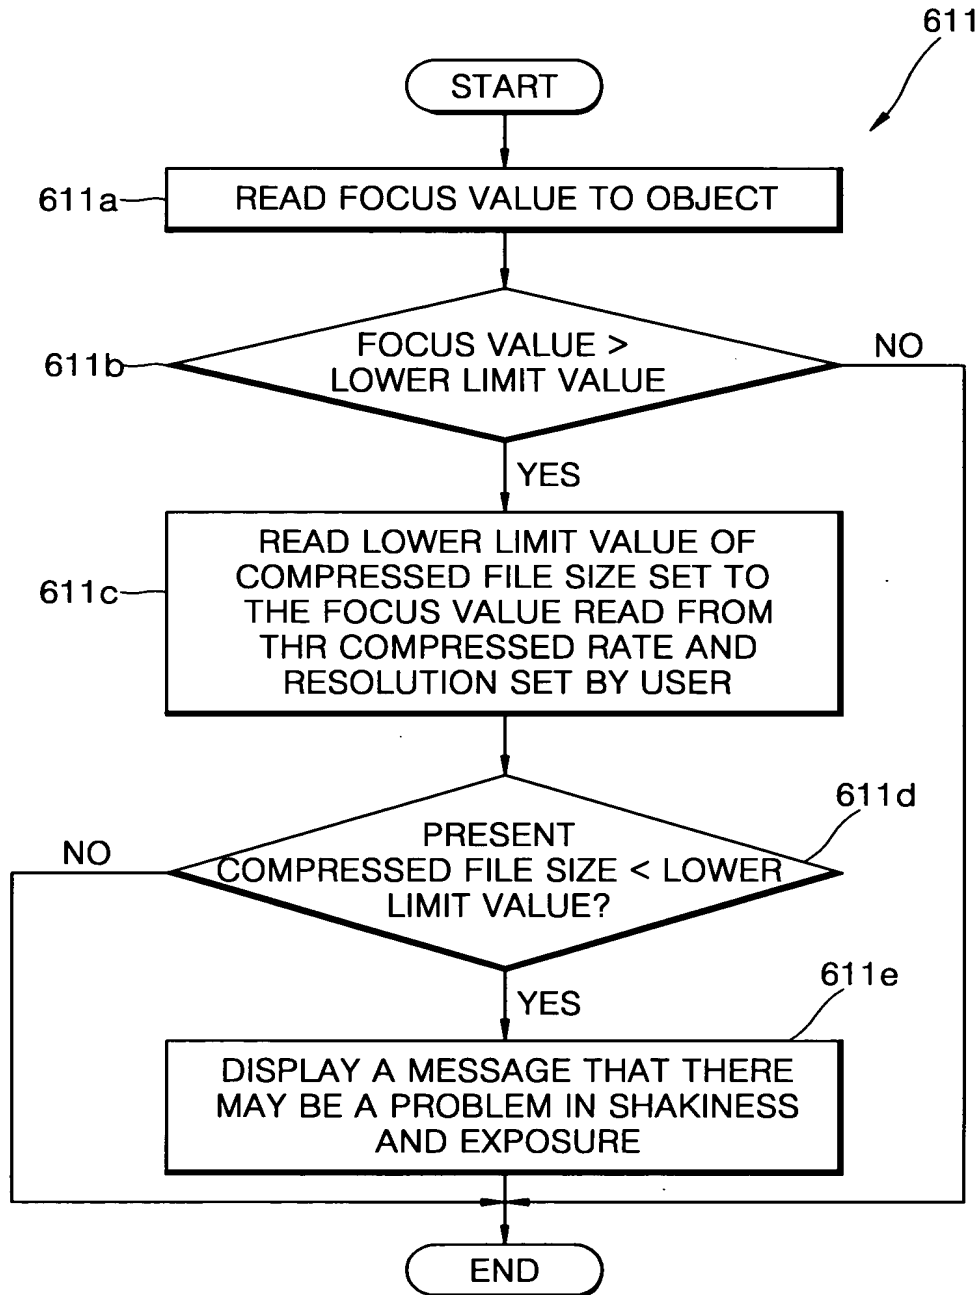 611
START
611a
READ FOCUS VALUE TO OBJECT
611b
FOCUS VALUE >
LOWER LIMIT VALUE
NO
YES
611c
READ LOWER LIMIT VALUE OF
COMPRESSED FILE SIZE SET TO
THE FOCUS VALUE READ FROM
THR COMPRESSED RATE AND
RESOLUTION SET BY USER
611d
NO
PRESENT
COMPRESSED FILE SIZE < LOWER
LIMIT VALUE?
YES
611e
DISPLAY A MESSAGE THAT THERE
MAY BE A PROBLEM IN SHAKINESS
AND EXPOSURE
END